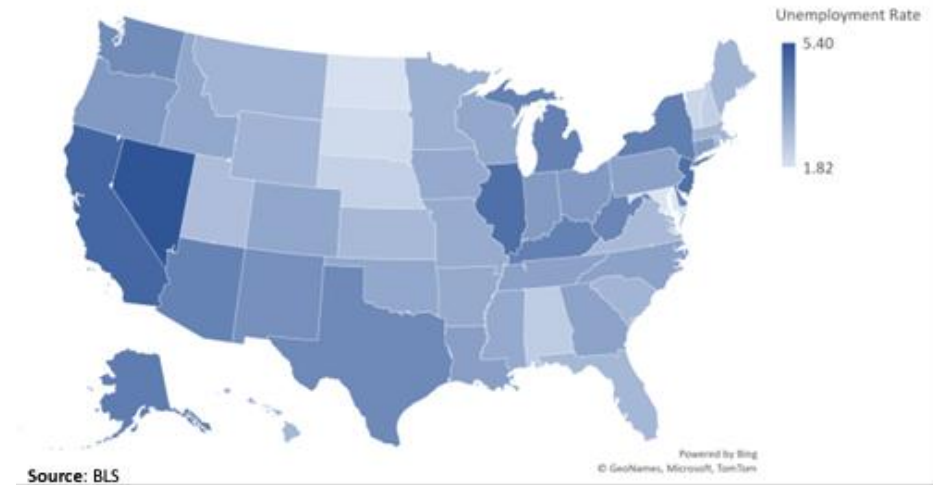 Unemployment Rate
5.40
1.82
Powered by Bing
© GeoNames, Microsoft, TomTom
Source: BLS